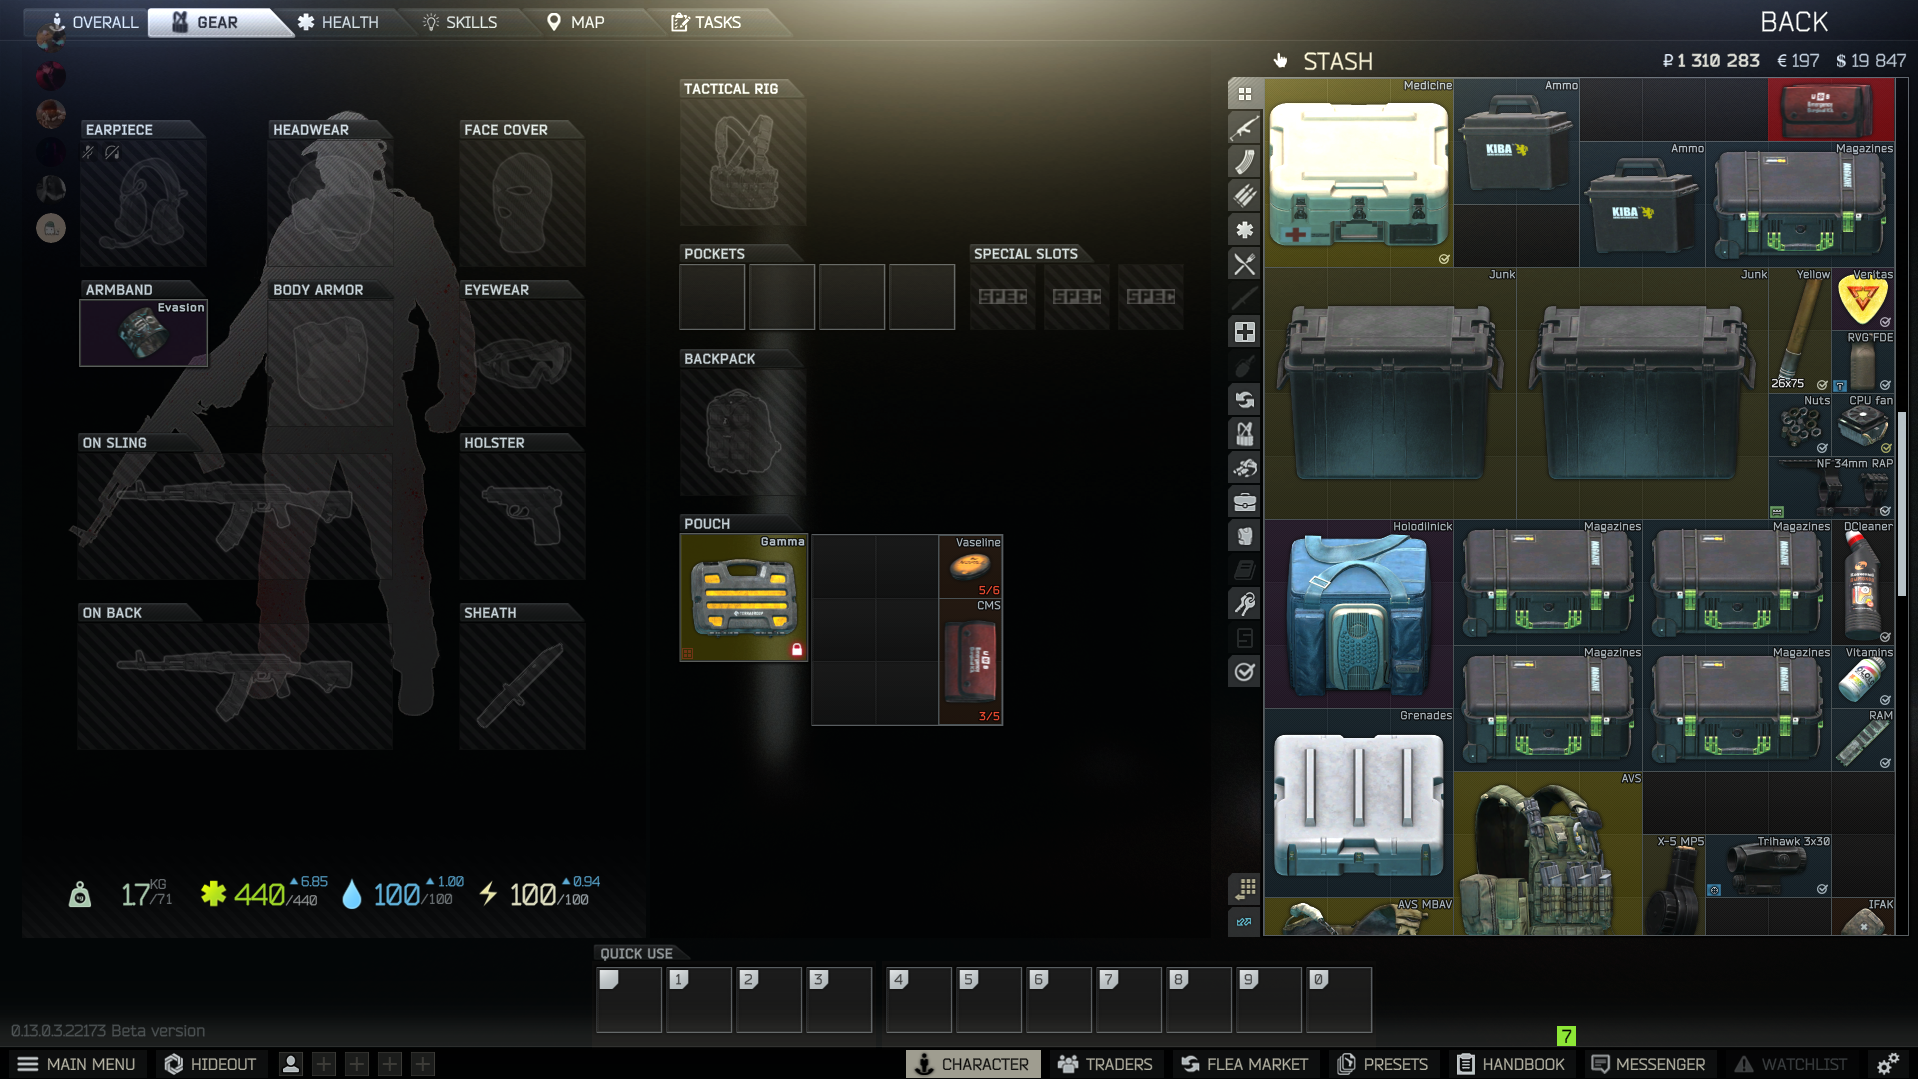 OVERALL
GEAR
HEALTH
SKILLS
MAP
TASKS
BACK
STASH
₽ 1 310 283
€ 197
$ 19 847
EARPIECE
HEADWEAR
FACE COVER
ARMBAND
Evasion
BODY ARMOR
EYEWEAR
ON SLING
HOLSTER
ON BACK
SHEATH
TACTICAL RIG
POCKETS
SPECIAL SLOTS
SPEC
SPEC
SPEC
BACKPACK
POUCH
Gamma
Vaseline
5/6
CMS
3/5
Medicine
Ammo
KIBA
Ammo
KIBA
Magazines
Junk
Junk
Yellow
26x75
Veritas
RVG FDE
Nuts
CPU fan
NF 34mm RAP
Holodilnick
Magazines
Magazines
DCleaner
Magazines
Magazines
Vitamins
RAM
Grenades
AVS
X-5 MP5
Trihawk 3x30
AVS MBAV
IFAK
17 KG /71
440 /440 6.85
100 /100 1.00
100 /100 0.94
QUICK USE
1
2
3
4
5
6
7
8
9
0
0.13.0.3.22173 Beta version
7
MAIN MENU
HIDEOUT
CHARACTER
TRADERS
FLEA MARKET
PRESETS
HANDBOOK
MESSENGER
WATCHLIST